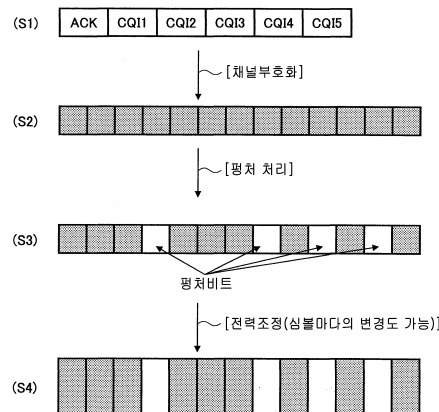 (S1) ACK CQI1 CQI2 CQI3 CQI4 CQI5
[채널부호화]
(S2)
[펑처 처리]
(S3)
펑처비트
[전력조정(심볼마다의 변경도 가능)]
(S4)